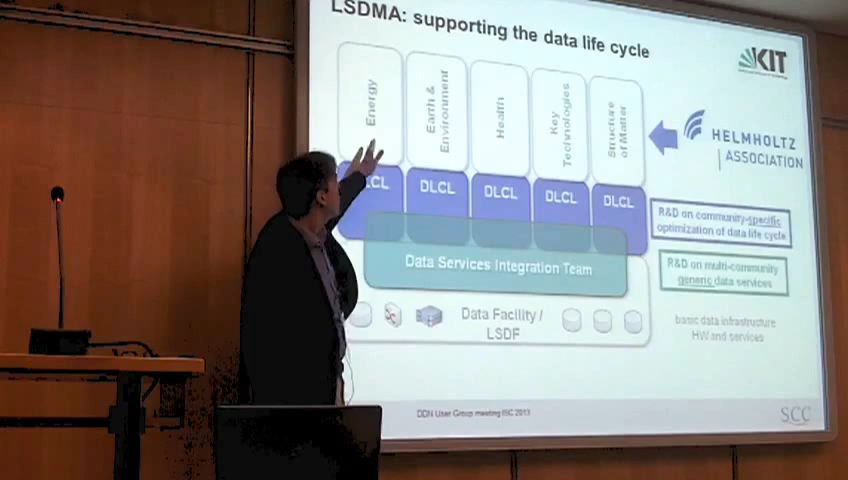 LSDMA: supporting the data life cycle
KIT
Energy
Earth &
Environment
Health
Key
Technologies
Structure
of Matter
HELMHOLTZ
ASSOCIATION
DLCL
DLCL
DLCL
DLCL
R&D on community-specific
optimization of data life cycle
Data Services Integration Team
R&D on multi-community
generic data services
Data Facility /
LSDF
basic data infrastructure
HW and services
DDN User Group meeting ISC 2013
SCC